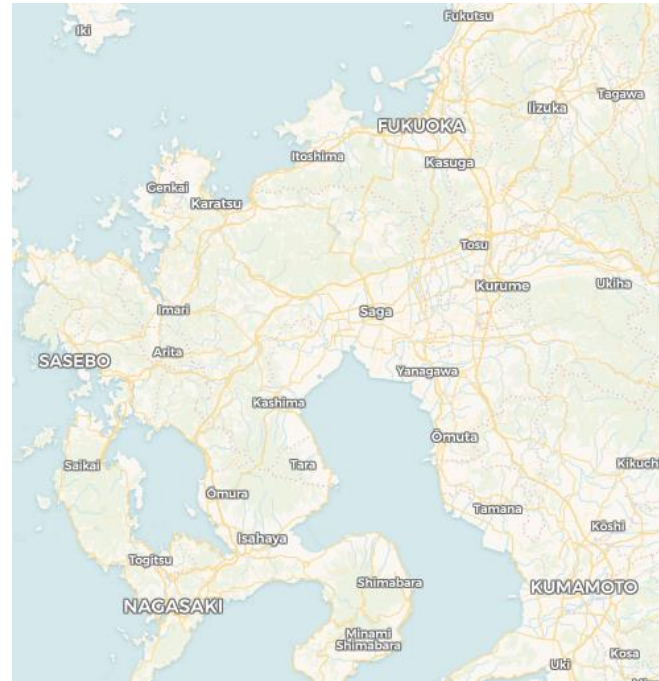 Fukutsu
Iki
Tagawa
Iizuka
FUKUOKA
Itoshima
Kasuga
Genkai
Karatsu
Tosu
Kurume
Ukiha
Imari
Saga
Arita
SASEBO
Yanagawa
Kashima
Ōmuta
Saikai
Tara
Kikuchi
Ōmura
Tamana
Kōshi
Isahaya
Togitsu
Shimabara
KUMAMOTO
NAGASAKI
Minami
Shimabara
Kosa
Uki